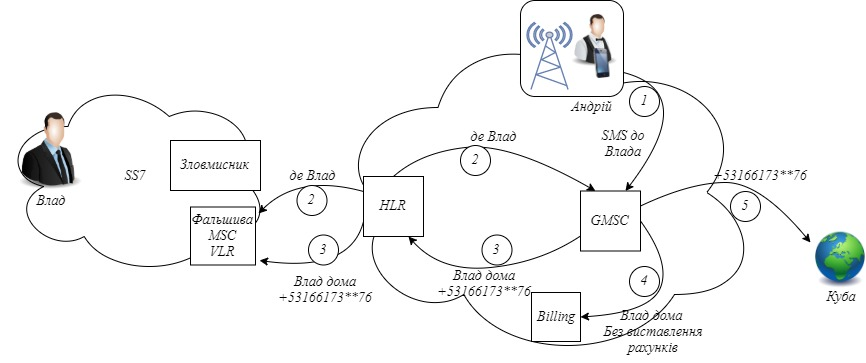 Андрій
1
SMS до
Влада
де Влад
2
+53166173**76
SS7
Зловмисник
Влад
де Влад
2
HLR
GMSC
5
Фальшива
MSC
VLR
3
3
Влад дома
+53166173**76
Влад дома
+53166173**76
4
Куба
Billing
Влад дома
Без виставлення
рахунків